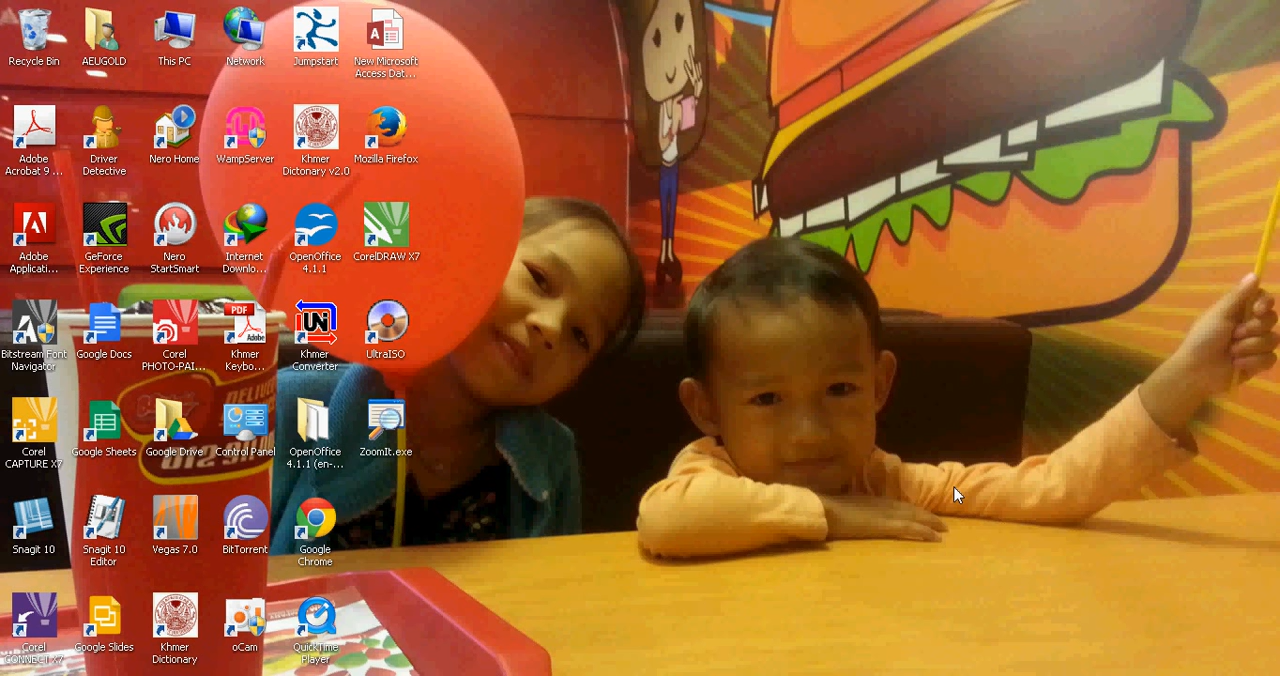 Recycle Bin
AEUGOLD
This PC
Network
Jumpstart
New Microsoft
Access Dat...
Adobe
Acrobat 9 ...
Driver
Detective
Nero Home
WampServer
Khmer
Dictonary v2.0
Mozilla Firefox
Adobe
Applicati...
GeForce
Experience
Nero
StartSmart
Internet
Downlo...
OpenOffice
4.1.1
CorelDRAW X7
Bitstream Font
Navigator
Google Docs
Corel
PHOTO-PAI...
PDF
Adobe
Khmer
Keybo...
UN
Khmer
Converter
UltraISO
Corel
CAPTURE X7
Google Sheets
Google Drive
Control Panel
OpenOffice
4.1.1 (en-...
ZoomIt.exe
Snagit 10
Snagit 10
Editor
Vegas 7.0
BitTorrent
Google
Chrome
Corel
CONNECT X7
Google Slides
Khmer
Dictionary
oCam
QuickTime
Player